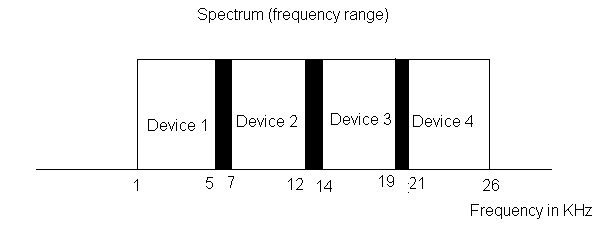 Spectrum (frequency range)
Device 1 Device 2 Device 3 Device 4
1 5 7 12 14 19 21 26
Frequency in KHz